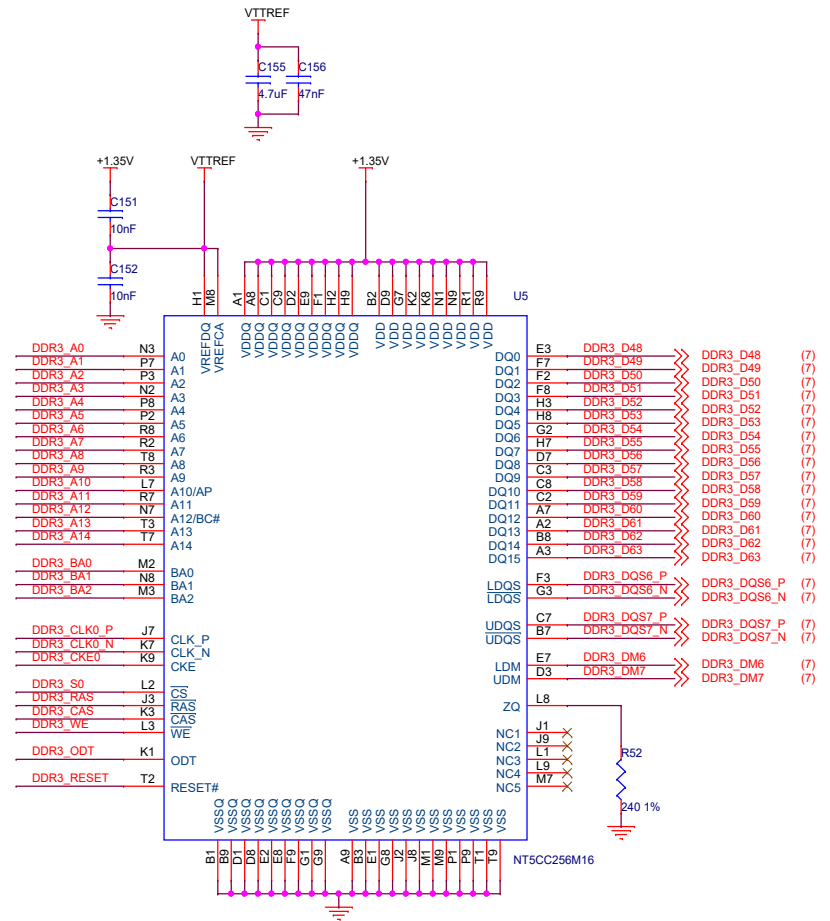 VTTREF
C155 C156
4.7uF 47nF
+1.35V VTTREF +1.35V
C151
10nF
C152
10nF
U5
H1 M8 A1 A8 C1 C9 D2 E9 F1 H2 H9 B2 D9 G7 K2 K8 N1 N9 R1 R9
VREFDQ VREFCA VDDQ VDDQ VDDQ VDDQ VDDQ VDDQ VDDQ VDDQ VDDQ VDD VDD VDD VDD VDD VDD VDD VDD VDD
DDR3_A0 N3 A0
DDR3_A1 P7 A1
DDR3_A2 P3 A2
DDR3_A3 N2 A3
DDR3_A4 P8 A4
DDR3_A5 P2 A5
DDR3_A6 R8 A6
DDR3_A7 R2 A7
DDR3_A8 T8 A8
DDR3_A9 R3 A9
DDR3_A10 L7 A10/AP
DDR3_A11 R7 A11
DDR3_A12 N7 A12/BC#
DDR3_A13 T3 A13
DDR3_A14 T7 A14
DDR3_BA0 M2 BA0
DDR3_BA1 N8 BA1
DDR3_BA2 M3 BA2
DDR3_CLK0_P J7 CLK_P
DDR3_CLK0_N K7 CLK_N
DDR3_CKE0 K9 CKE
DDR3_S0 L2 CS
DDR3_RAS J3 RAS
DDR3_CAS K3 CAS
DDR3_WE L3 WE
DDR3_ODT K1 ODT
DDR3_RESET T2 RESET#
DQ0 E3 DDR3_D48 DDR3_D48 (7)
DQ1 F7 DDR3_D49 DDR3_D49 (7)
DQ2 F2 DDR3_D50 DDR3_D50 (7)
DQ3 F8 DDR3_D51 DDR3_D51 (7)
DQ4 H3 DDR3_D52 DDR3_D52 (7)
DQ5 H8 DDR3_D53 DDR3_D53 (7)
DQ6 G2 DDR3_D54 DDR3_D54 (7)
DQ7 H7 DDR3_D55 DDR3_D55 (7)
DQ8 D7 DDR3_D56 DDR3_D56 (7)
DQ9 C3 DDR3_D57 DDR3_D57 (7)
DQ10 C8 DDR3_D58 DDR3_D58 (7)
DQ11 C2 DDR3_D59 DDR3_D59 (7)
DQ12 A7 DDR3_D60 DDR3_D60 (7)
DQ13 A2 DDR3_D61 DDR3_D61 (7)
DQ14 B8 DDR3_D62 DDR3_D62 (7)
DQ15 A3 DDR3_D63 DDR3_D63 (7)
LDQS F3 DDR3_DQS6_P DDR3_DQS6_P (7)
LDQS G3 DDR3_DQS6_N DDR3_DQS6_N (7)
UDQS C7 DDR3_DQS7_P DDR3_DQS7_P (7)
UDQS B7 DDR3_DQS7_N DDR3_DQS7_N (7)
LDM E7 DDR3_DM6 DDR3_DM6 (7)
UDM D3 DDR3_DM7 DDR3_DM7 (7)
ZQ L8
NC1 J1
NC2 J9
NC3 L1
NC4 L9
NC5 M7
R52
240 1%
VSSQ VSSQ VSSQ VSSQ VSSQ VSSQ VSSQ VSSQ VSSQ VSS VSS VSS VSS VSS VSS VSS VSS VSS VSS VSS VSS
B1 B9 D1 D8 E2 E8 F9 G1 G9 A9 B3 E1 G8 J2 J8 M1 M9 P1 P9 T1 T9
NT5CC256M16